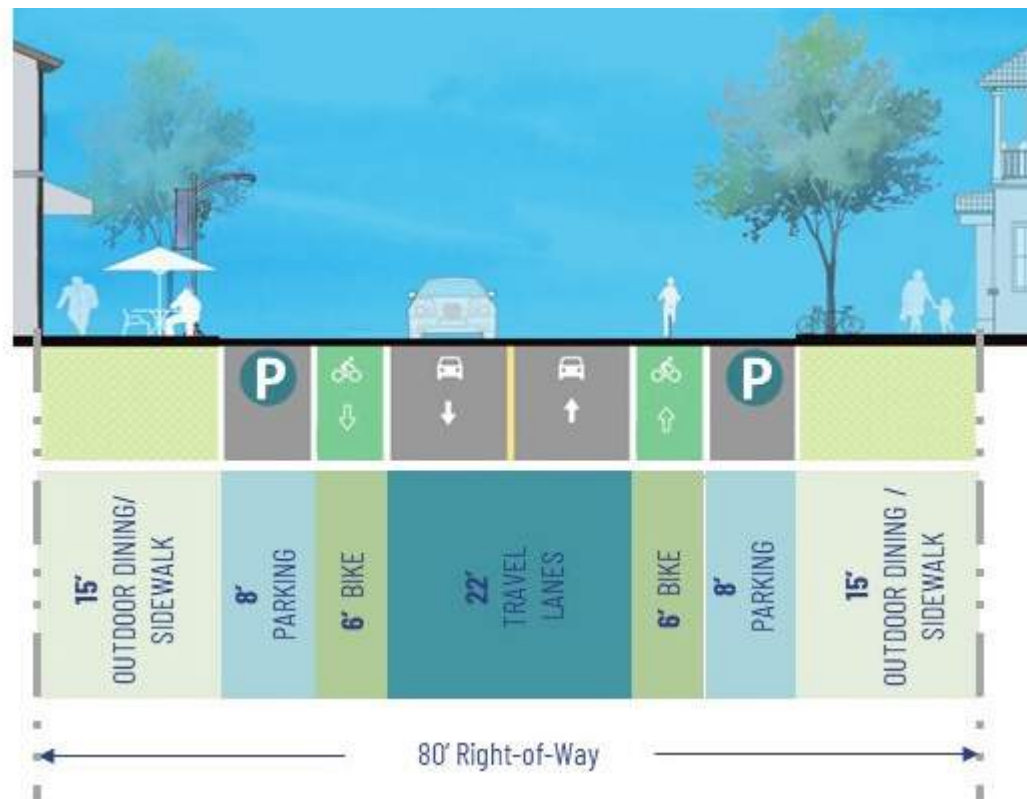 P
P
15'
OUTDOOR DINING/
SIDEWALK
8'
PARKING
6' BIKE
22'
TRAVEL
LANES
6' BIKE
8'
PARKING
15'
OUTDOOR DINING /
SIDEWALK
80' Right-of-Way